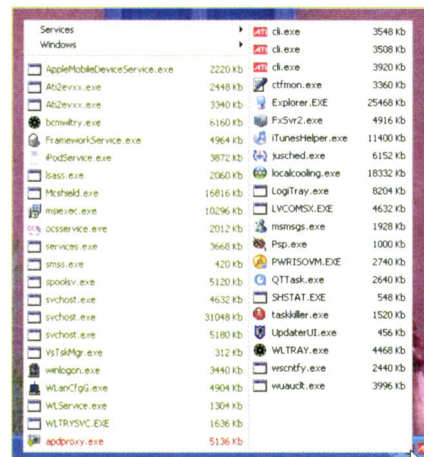 Services
Windows
AppleMobileDeviceService.exe 2220 Kb
Ati2evxx.exe 2448 Kb
Ati2evxx.exe 3340 Kb
bcmwltry.exe 6160 Kb
FrameworkService.exe 4964 Kb
iPodService.exe 3872 Kb
lsass.exe 2060 Kb
Mcshield.exe 16816 Kb
msiexec.exe 10296 Kb
ocsservice.exe 2012 Kb
services.exe 3668 Kb
smss.exe 420 Kb
spoolsv.exe 5120 Kb
svchost.exe 4632 Kb
svchost.exe 31048 Kb
svchost.exe 5180 Kb
VsTskMgr.exe 312 Kb
winlogon.exe 3440 Kb
WLanCfgG.exe 4904 Kb
WLService.exe 1304 Kb
WLTRYSVC.EXE 1636 Kb
apdproxy.exe 5136 Kb
ATI cli.exe 3548 Kb
ATI cli.exe 3508 Kb
ATI cli.exe 3920 Kb
ctfmon.exe 3360 Kb
Explorer.EXE 25468 Kb
FxSvr2.exe 4916 Kb
iTunesHelper.exe 11400 Kb
jusched.exe 6152 Kb
localcooling.exe 18332 Kb
LogiTray.exe 8204 Kb
LVCOMSX.EXE 4632 Kb
msmsgs.exe 1928 Kb
Psp.exe 1000 Kb
PWRISOVM.EXE 2740 Kb
QTTask.exe 2640 Kb
SHSTAT.EXE 548 Kb
taskkiller.exe 1520 Kb
UpdaterUI.exe 456 Kb
WLTRAY.exe 4468 Kb
wscntfy.exe 2440 Kb
wuauclt.exe 3996 Kb